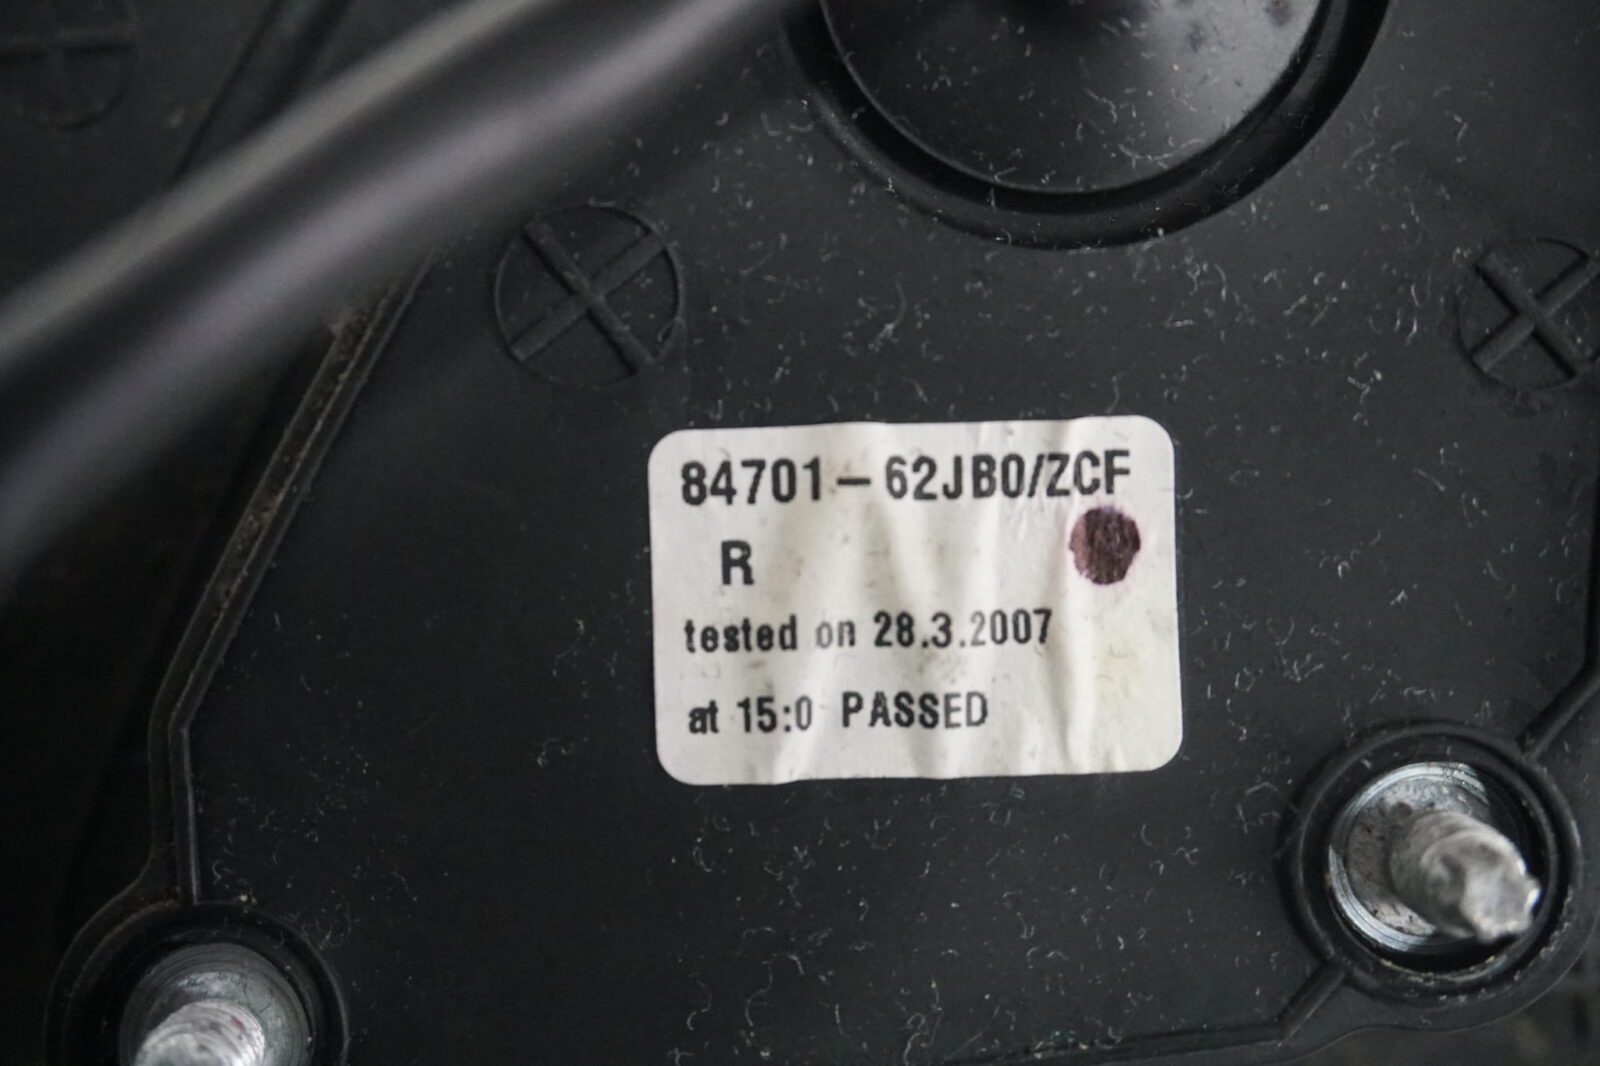 84701-62JB0/ZCF
R
tested on 28.3.2007
at 15:0 PASSED